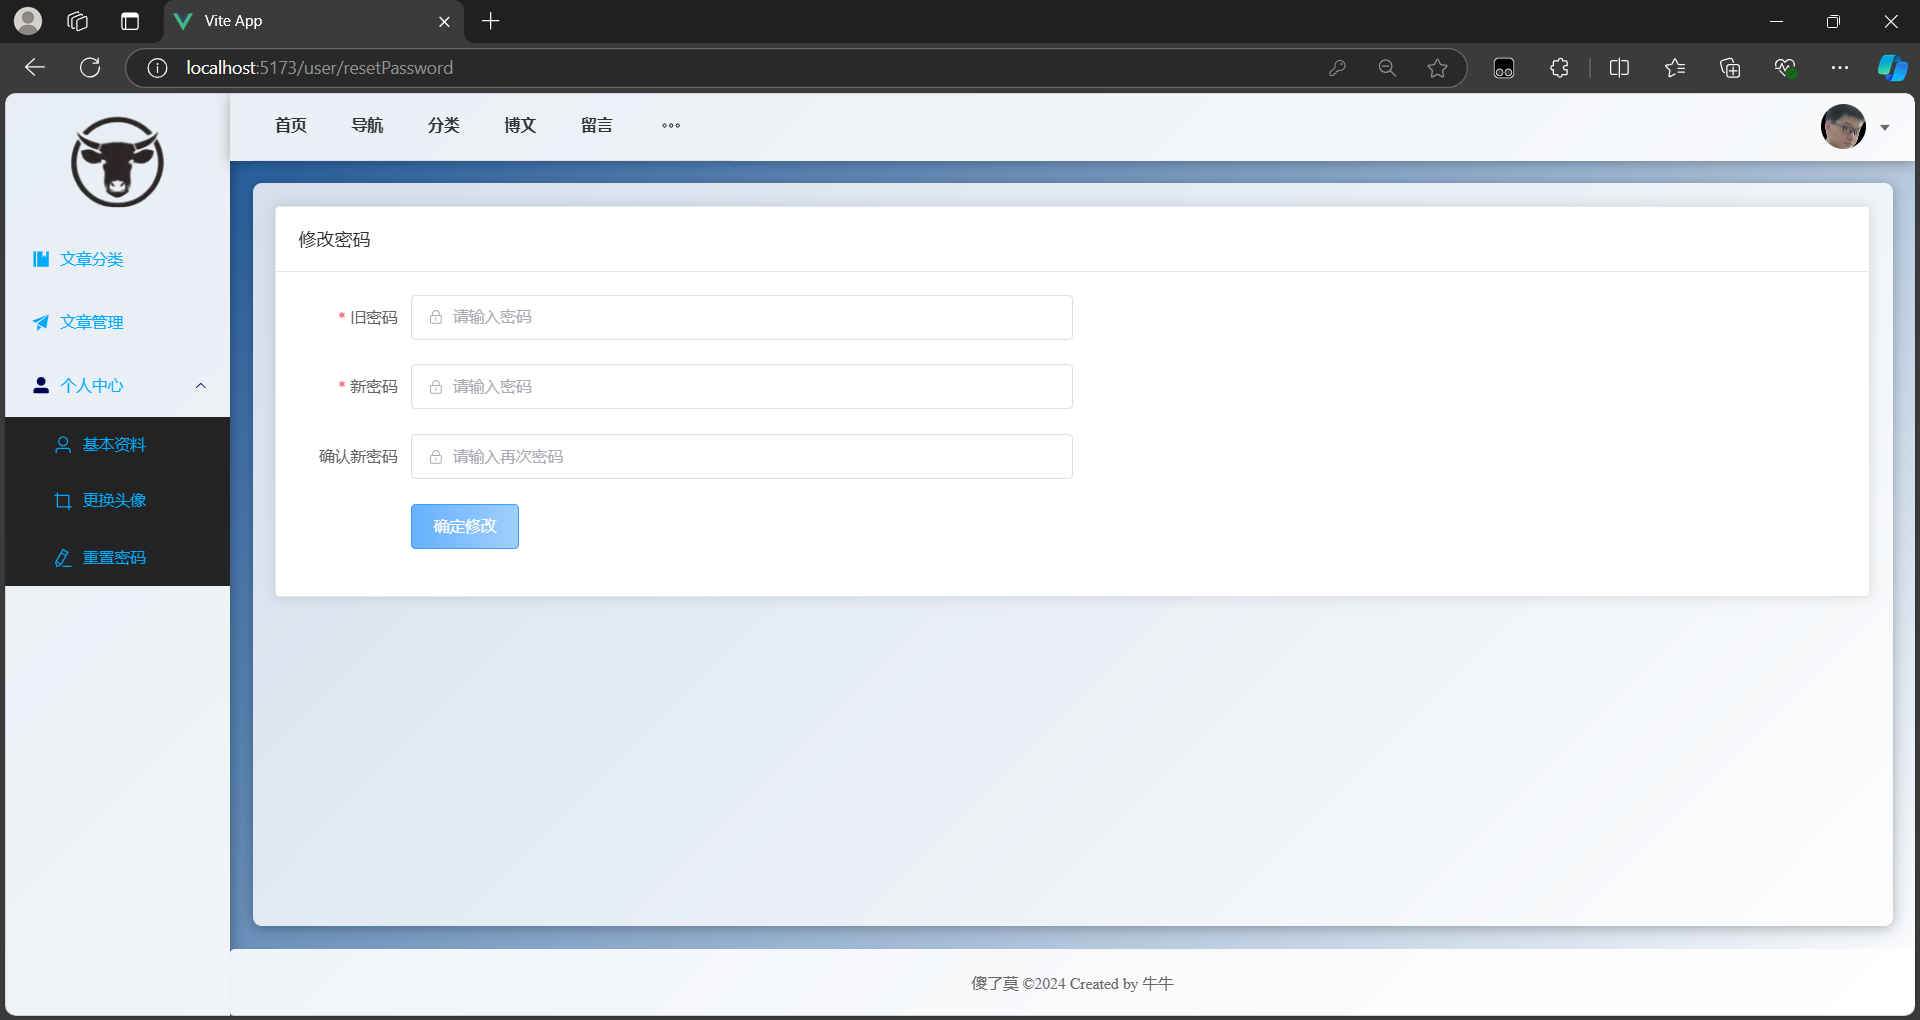 Vite App
localhost:5173/user/resetPassword
首页 导航 分类 博文 留言
文章分类
文章管理
个人中心
基本资料
更换头像
重置密码
修改密码
* 旧密码 请输入密码
* 新密码 请输入密码
确认新密码 请输入再次密码
确定修改
傻了莫 ©2024 Created by 牛牛